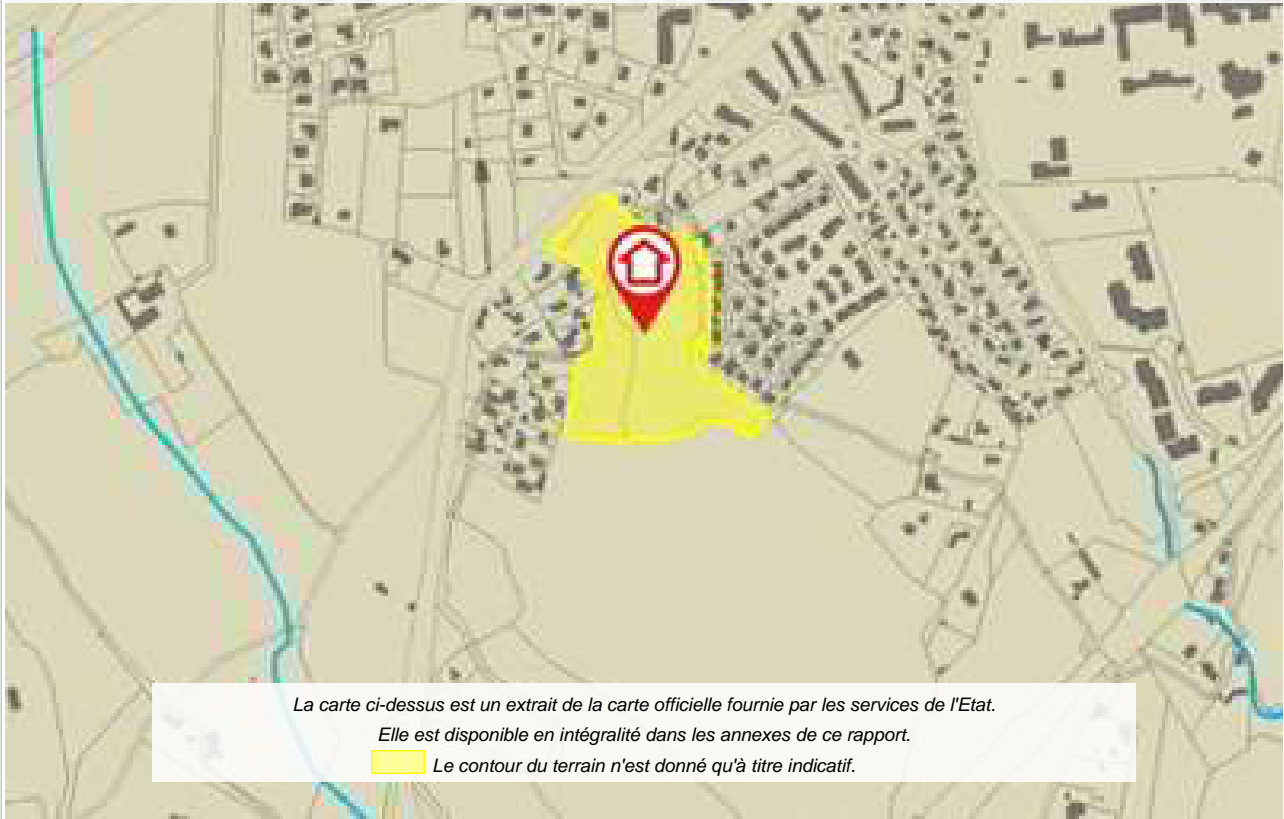 La carte ci-dessus est un extrait de la carte officielle fournie par les services de l'Etat.
Elle est disponible en intégralité dans les annexes de ce rapport.
Le contour du terrain n'est donné qu'à titre indicatif.